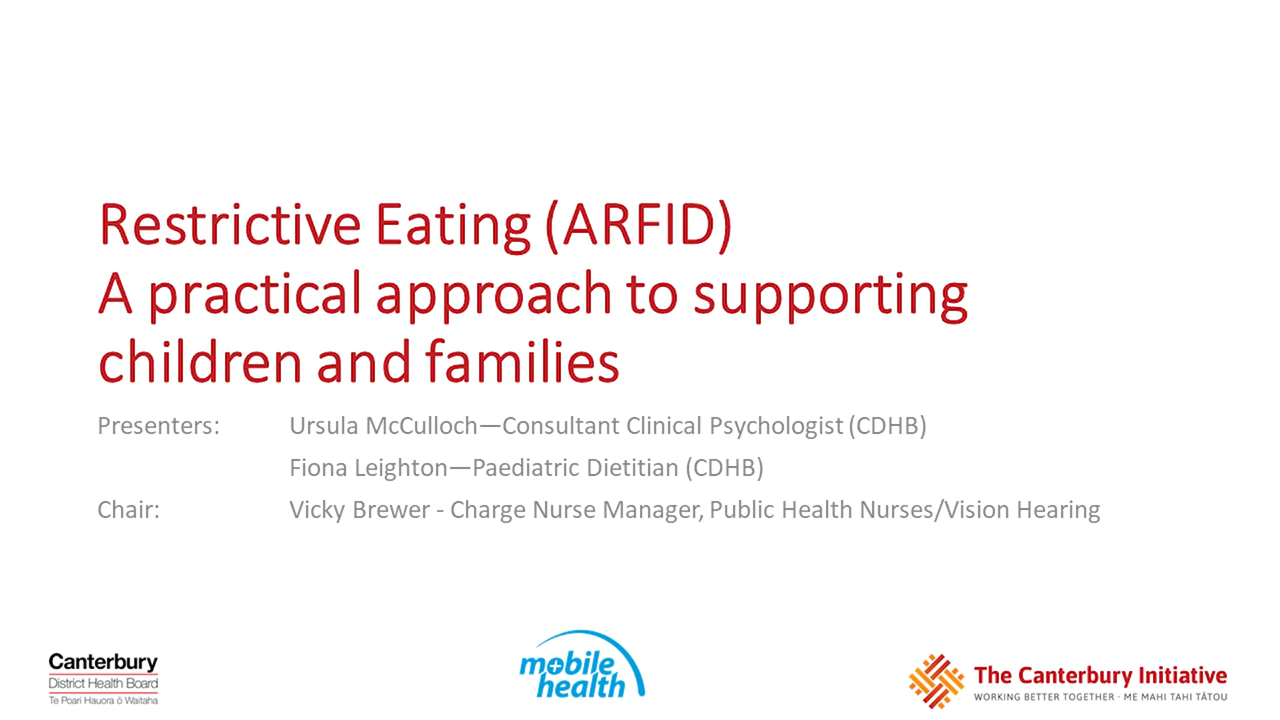 Restrictive Eating (ARFID)
A practical approach to supporting
children and families
Presenters: Ursula McCulloch—Consultant Clinical Psychologist (CDHB)
Fiona Leighton—Paediatric Dietitian (CDHB)
Chair: Vicky Brewer - Charge Nurse Manager, Public Health Nurses/Vision Hearing
Canterbury
District Health Board
Te Poari Hauora ō Waitaha
mobile
health
The Canterbury Initiative
WORKING BETTER TOGETHER · ME MAHI TAHI TĀTOU